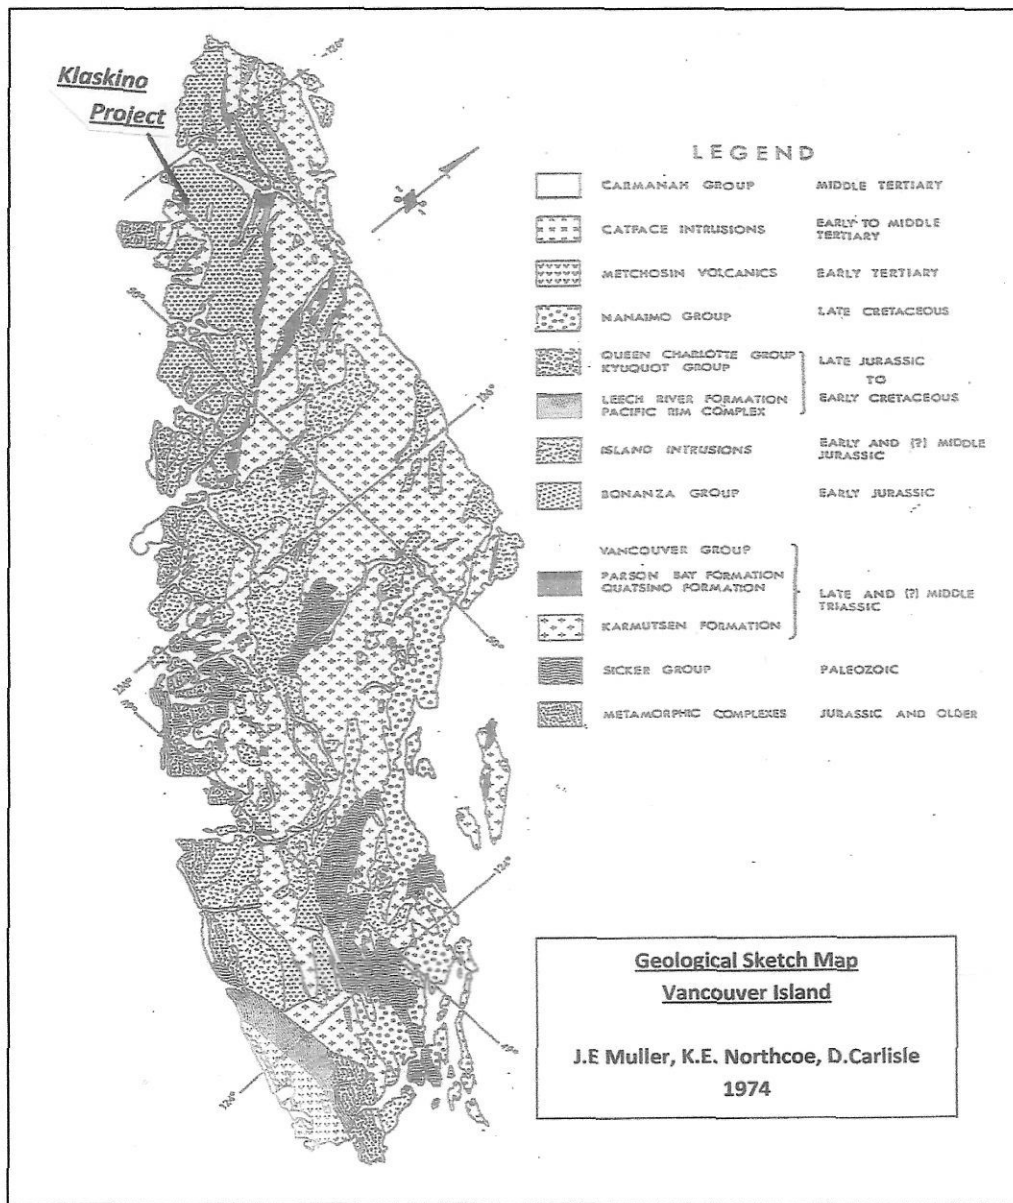 Klaskino
Project
LEGEND
CARMANAH GROUP MIDDLE TERTIARY
CATFACE INTRUSIONS EARLY TO MIDDLE
TERTIARY
METCHOSIN VOLCANICS EARLY TERTIARY
NANAIMO GROUP LATE CRETACEOUS
QUEEN CHARLOTTE GROUP
KYUQUOT GROUP
LATE JURASSIC
TO
EARLY CRETACEOUS
LEECH RIVER FORMATION
PACIFIC RIM COMPLEX
ISLAND INTRUSIONS EARLY AND (?) MIDDLE
JURASSIC
BONANZA GROUP EARLY JURASSIC
VANCOUVER GROUP
PARSON BAY FORMATION
QUATSINO FORMATION
LATE AND (?) MIDDLE
TRIASSIC
KARMUTSEN FORMATION
SICKER GROUP PALEOZOIC
METAMORPHIC COMPLEXES JURASSIC AND OLDER
124°
124°
Geological Sketch Map
Vancouver Island
J.E Muller, K.E. Northcoe, D.Carlisle
1974